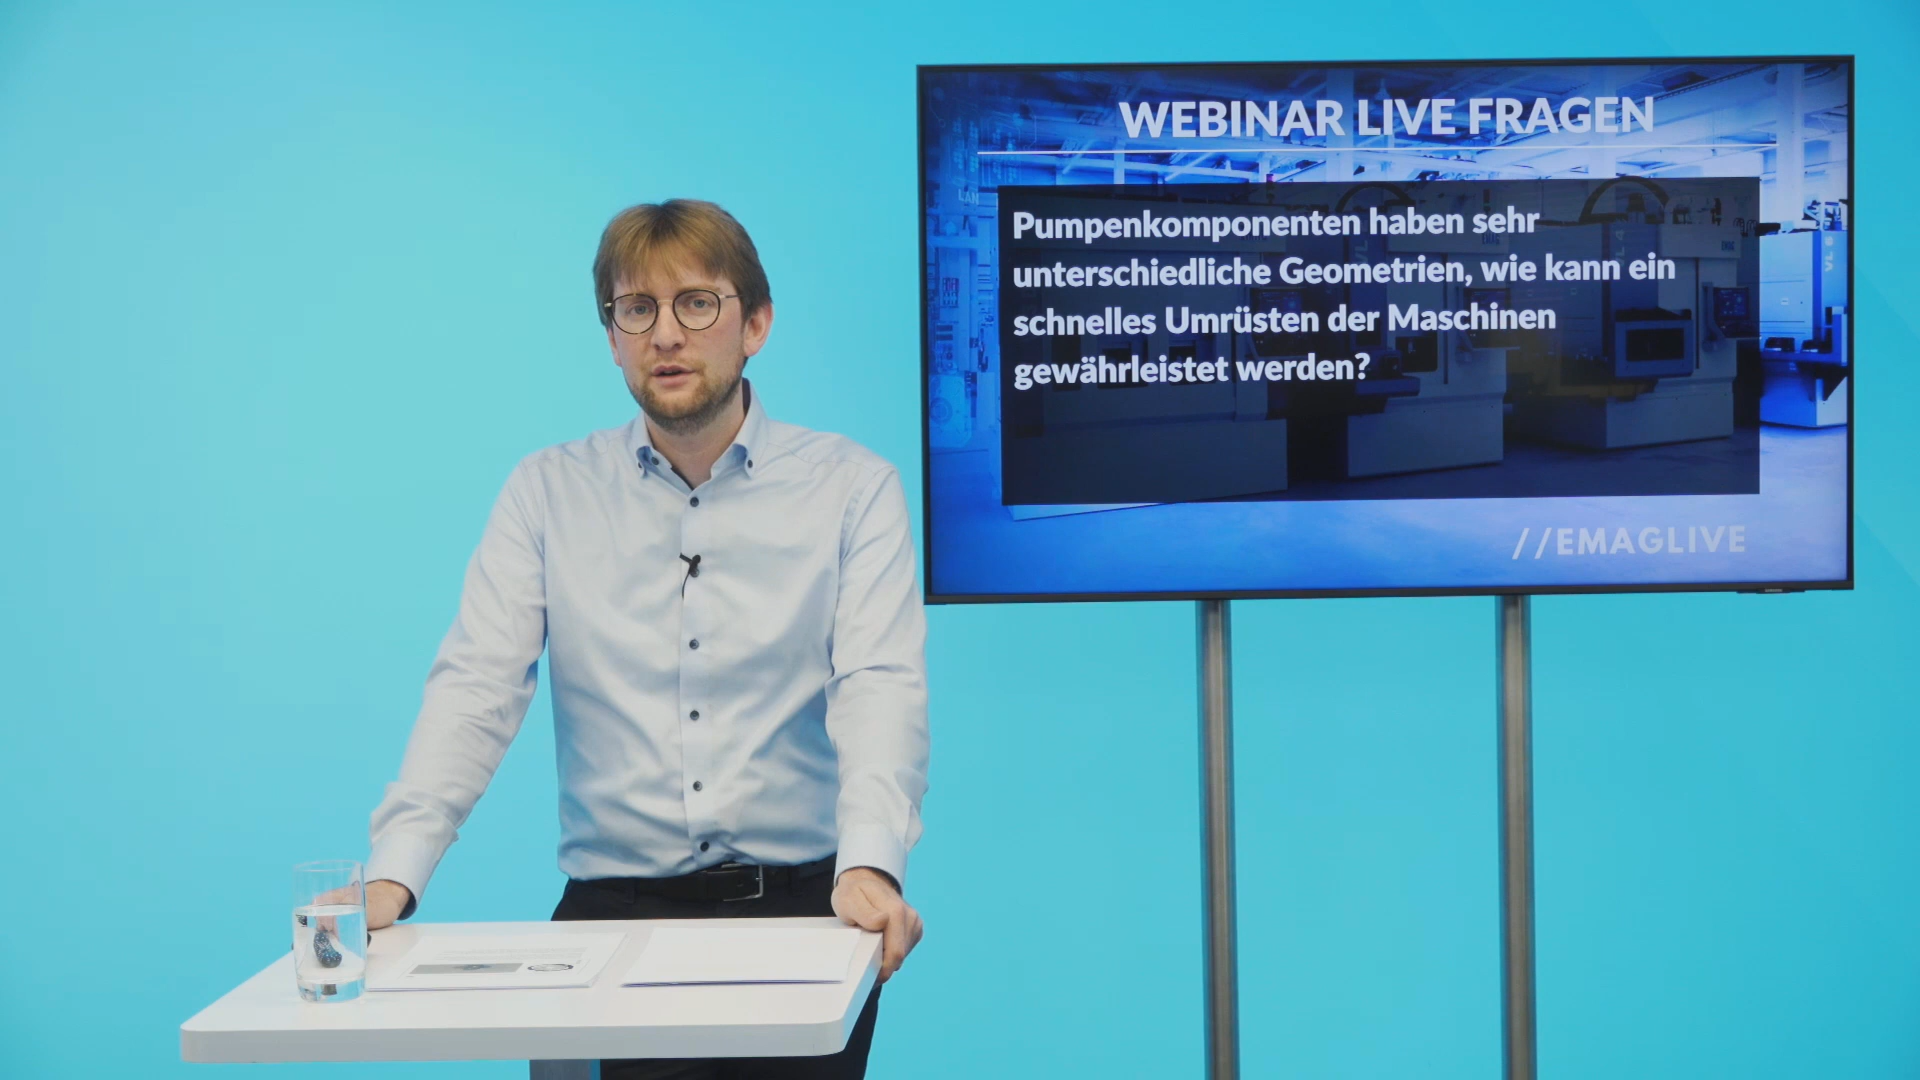 WEBINAR LIVE FRAGEN
Pumpenkomponenten haben sehr
unterschiedliche Geometrien, wie kann ein
schnelles Umrüsten der Maschinen
gewährleistet werden?
//EMAGLIVE